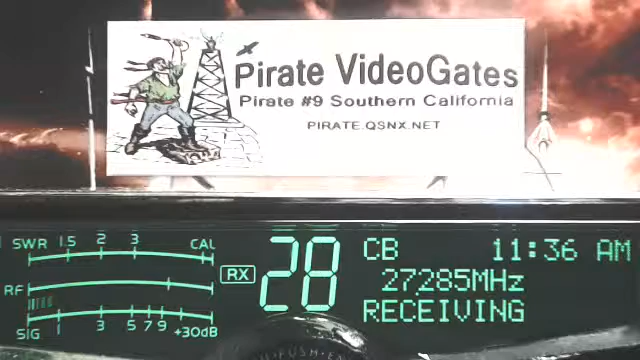 Pirate VideoGates
Pirate #9 Southern California
PIRATE.QSNX.NET
SWR 1.5 2 3 CAL
RF
SIG 1 3 5 7 9 +30dB
RX
28
CB 11:36 AM
27285MHz
RECEIVING
PUSH